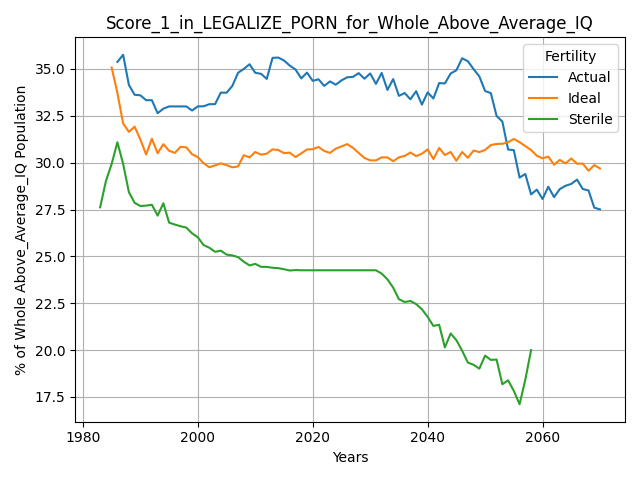 Score_1_in_LEGALIZE_PORN_for_Whole_Above_Average_IQ
% of Whole Above_Average_IQ Population
35.0
32.5
30.0
27.5
25.0
22.5
20.0
17.5
Fertility
Actual
Ideal
Sterile
1980 2000 2020 2040 2060
Years